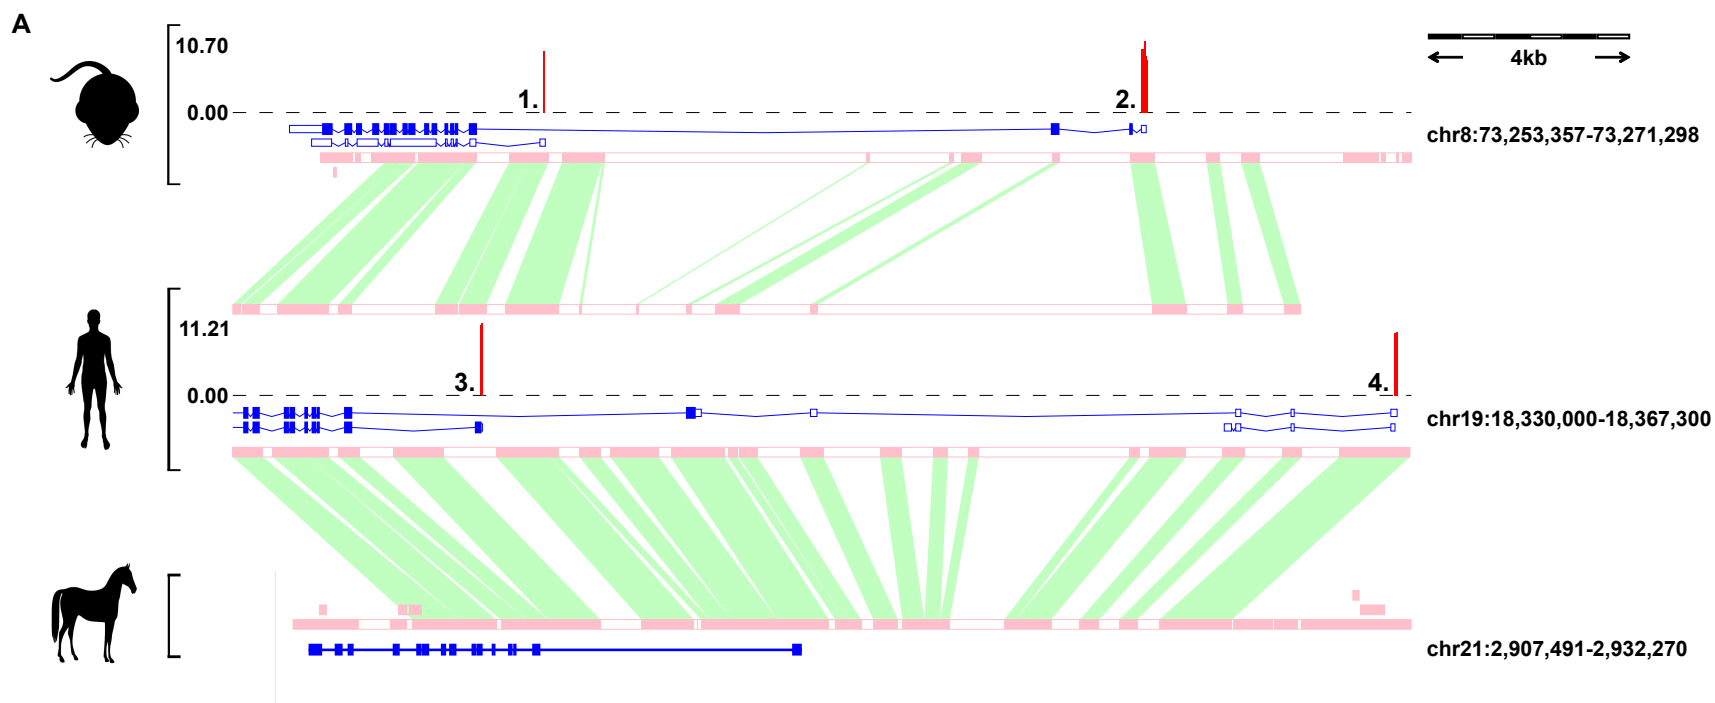 A
10.70
1.
2.
0.00
4kb
chr8:73,253,357-73,271,298
11.21
3.
4.
0.00
chr19:18,330,000-18,367,300
chr21:2,907,491-2,932,270